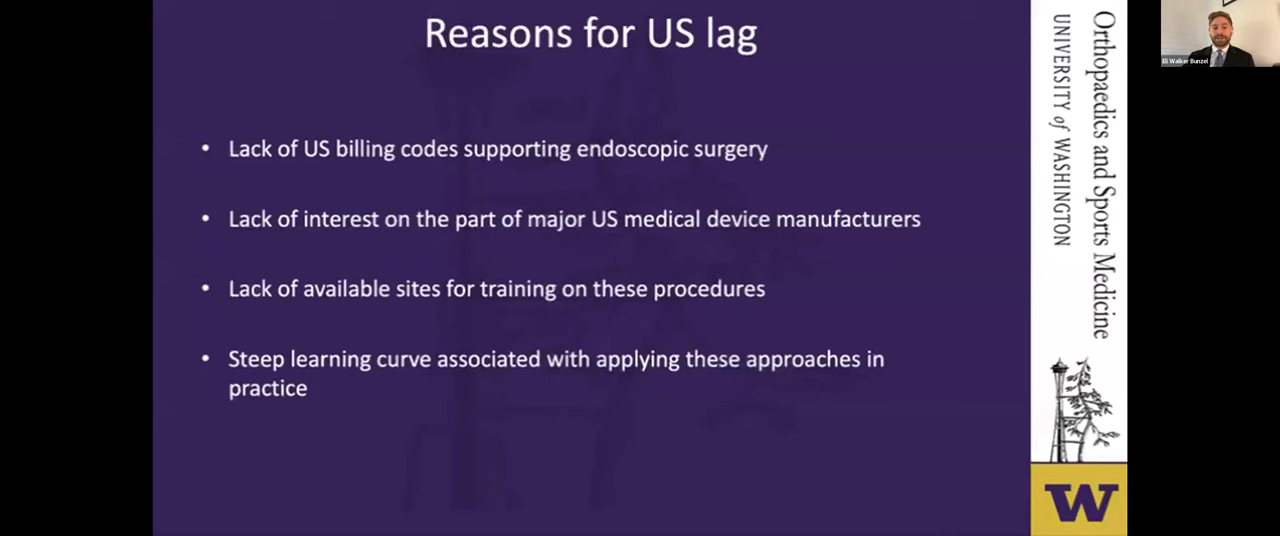 Reasons for US lag
• Lack of US billing codes supporting endoscopic surgery
• Lack of interest on the part of major US medical device manufacturers
• Lack of available sites for training on these procedures
• Steep learning curve associated with applying these approaches in
practice
Orthopaedics and Sports Medicine
UNIVERSITY of WASHINGTON
W
Eli Walker Bunzel